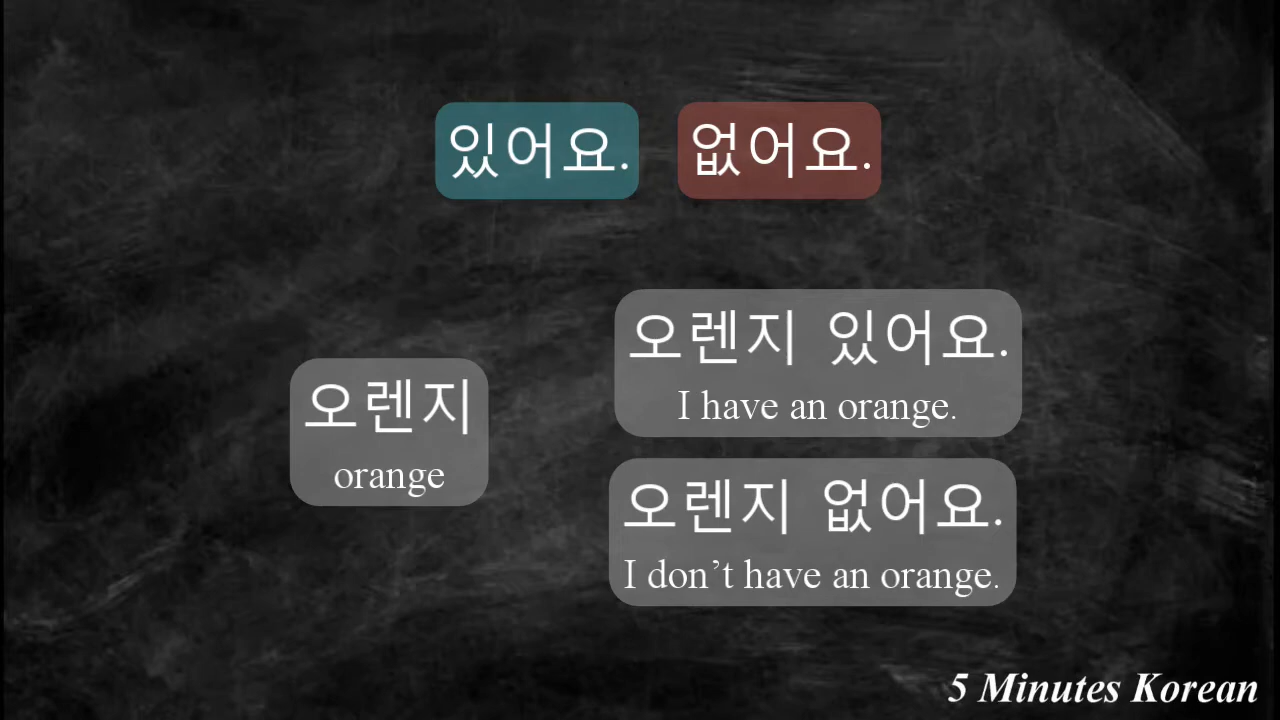 있어요.
없어요.
오렌지
orange
오렌지 있어요.
I have an orange.
오렌지 없어요.
I don’t have an orange.
5 Minutes Korean